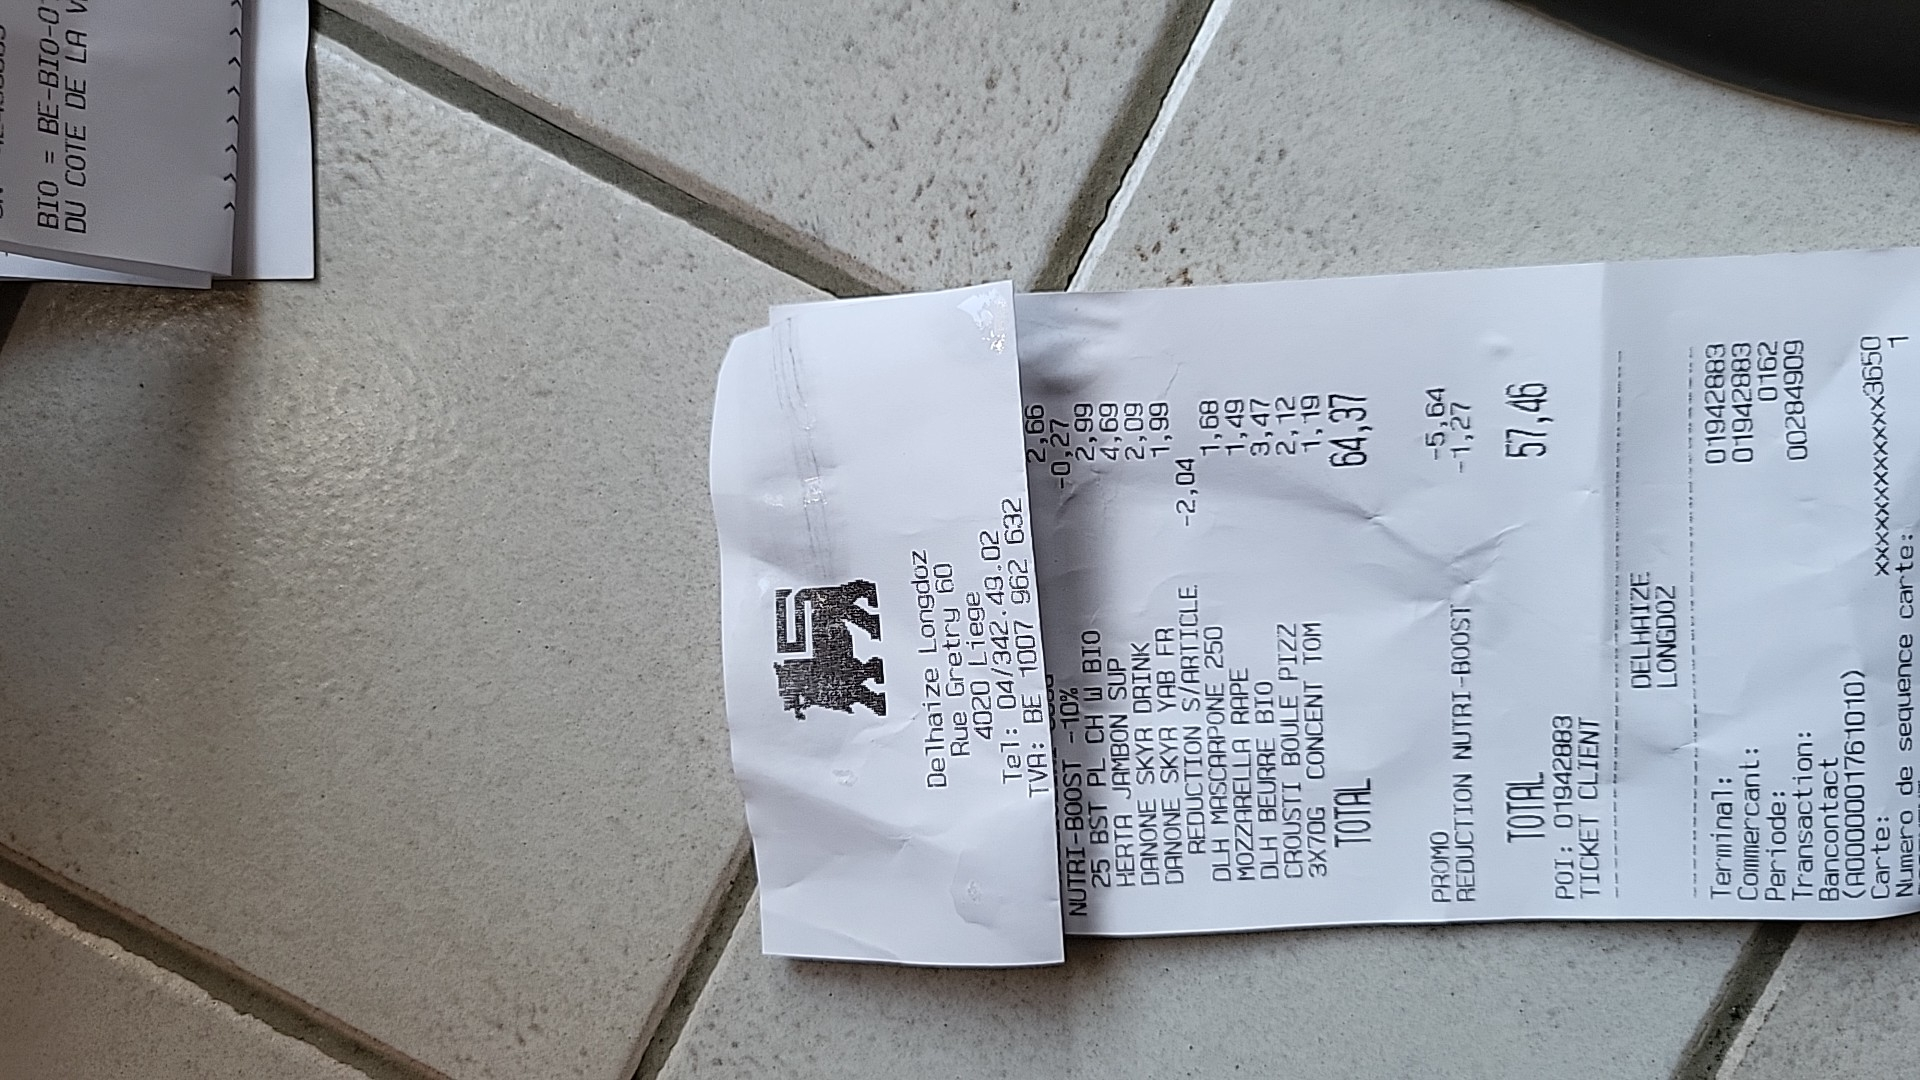 BIO = BE-BIO-0
DU COTE DE LA V
Delhaize Longdoz
Rue Gretry 60
4020 Liege
Tel: 04/342.49.02
TVA: BE 1007 962 632
2,66
NUTRI-BOOST -10% -0,27
25 BST PL CH W BIO 2,99
HERTA JAMBON SUP 4,69
DANONE SKYR DRINK 2,09
DANONE SKYR YAB FR 1,99
REDUCTION S/ARTICLE. -2,04
DLH MASCARPONE 250 1,68
MOZZARELLA RAPE 1,49
DLH BEURRE BIO 3,47
CROUSTI BOULE PIZZ 2,12
3X70G CONCENT TOM 1,19
TOTAL 64,37
PROMO -5,64
REDUCTION NUTRI-BOOST -1,27
TOTAL 57,46
POI: 01942883
TICKET CLIENT
DELHAIZE
LONGDOZ
Terminal: 01942883
Commercant: 01942883
Periode: 0162
Transaction: 00284909
Bancontact
(A0000001761010)
Carte: xxxxxxxxxxxxx3650
Numero de sequence carte: 1